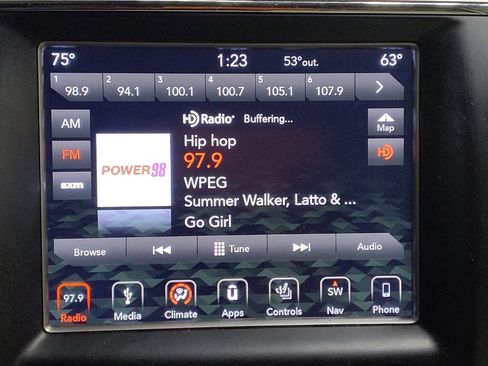 75° 1:23 53°out. 63°
1 98.9 2 94.1 3 100.1 4 100.7 5 105.1 6 107.9
AM
HD Radio Buffering...
Map
Hip hop
FM
97.9
HD
POWER 98
WPEG
sxm
Summer Walker, Latto & ...
Go Girl
Browse Tune Audio
97.9 SW
Radio Media Climate Apps Controls Nav Phone